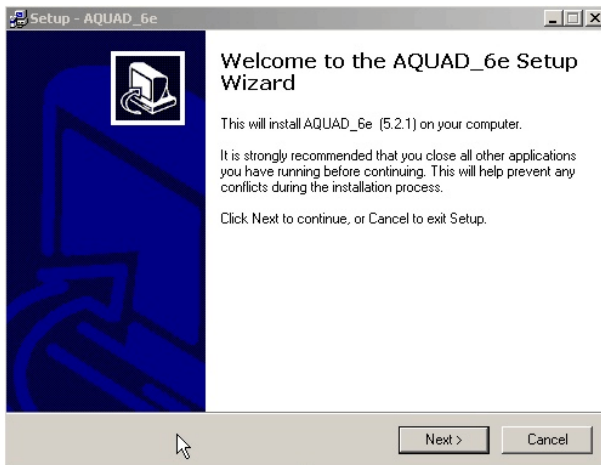 Setup - AQUAD_6e
Welcome to the AQUAD_6e Setup
Wizard
This will install AQUAD_6e (5.2.1) on your computer.
It is strongly recommended that you close all other applications
you have running before continuing. This will help prevent any
conflicts during the installation process.
Click Next to continue, or Cancel to exit Setup.
Next >
Cancel